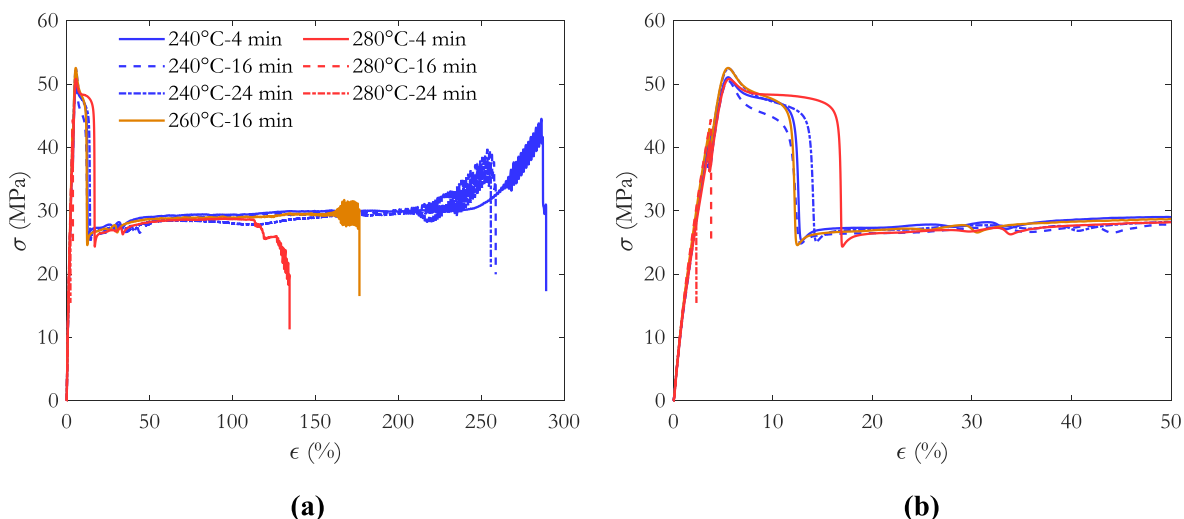 60
50
40
30
20
10
0
σ (MPa)
0 50 100 150 200 250 300
ϵ (%)
240°C-4 min 280°C-4 min
240°C-16 min 280°C-16 min
240°C-24 min 280°C-24 min
260°C-16 min
(a)
60
50
40
30
20
10
0
σ (MPa)
0 10 20 30 40 50
ϵ (%)
(b)